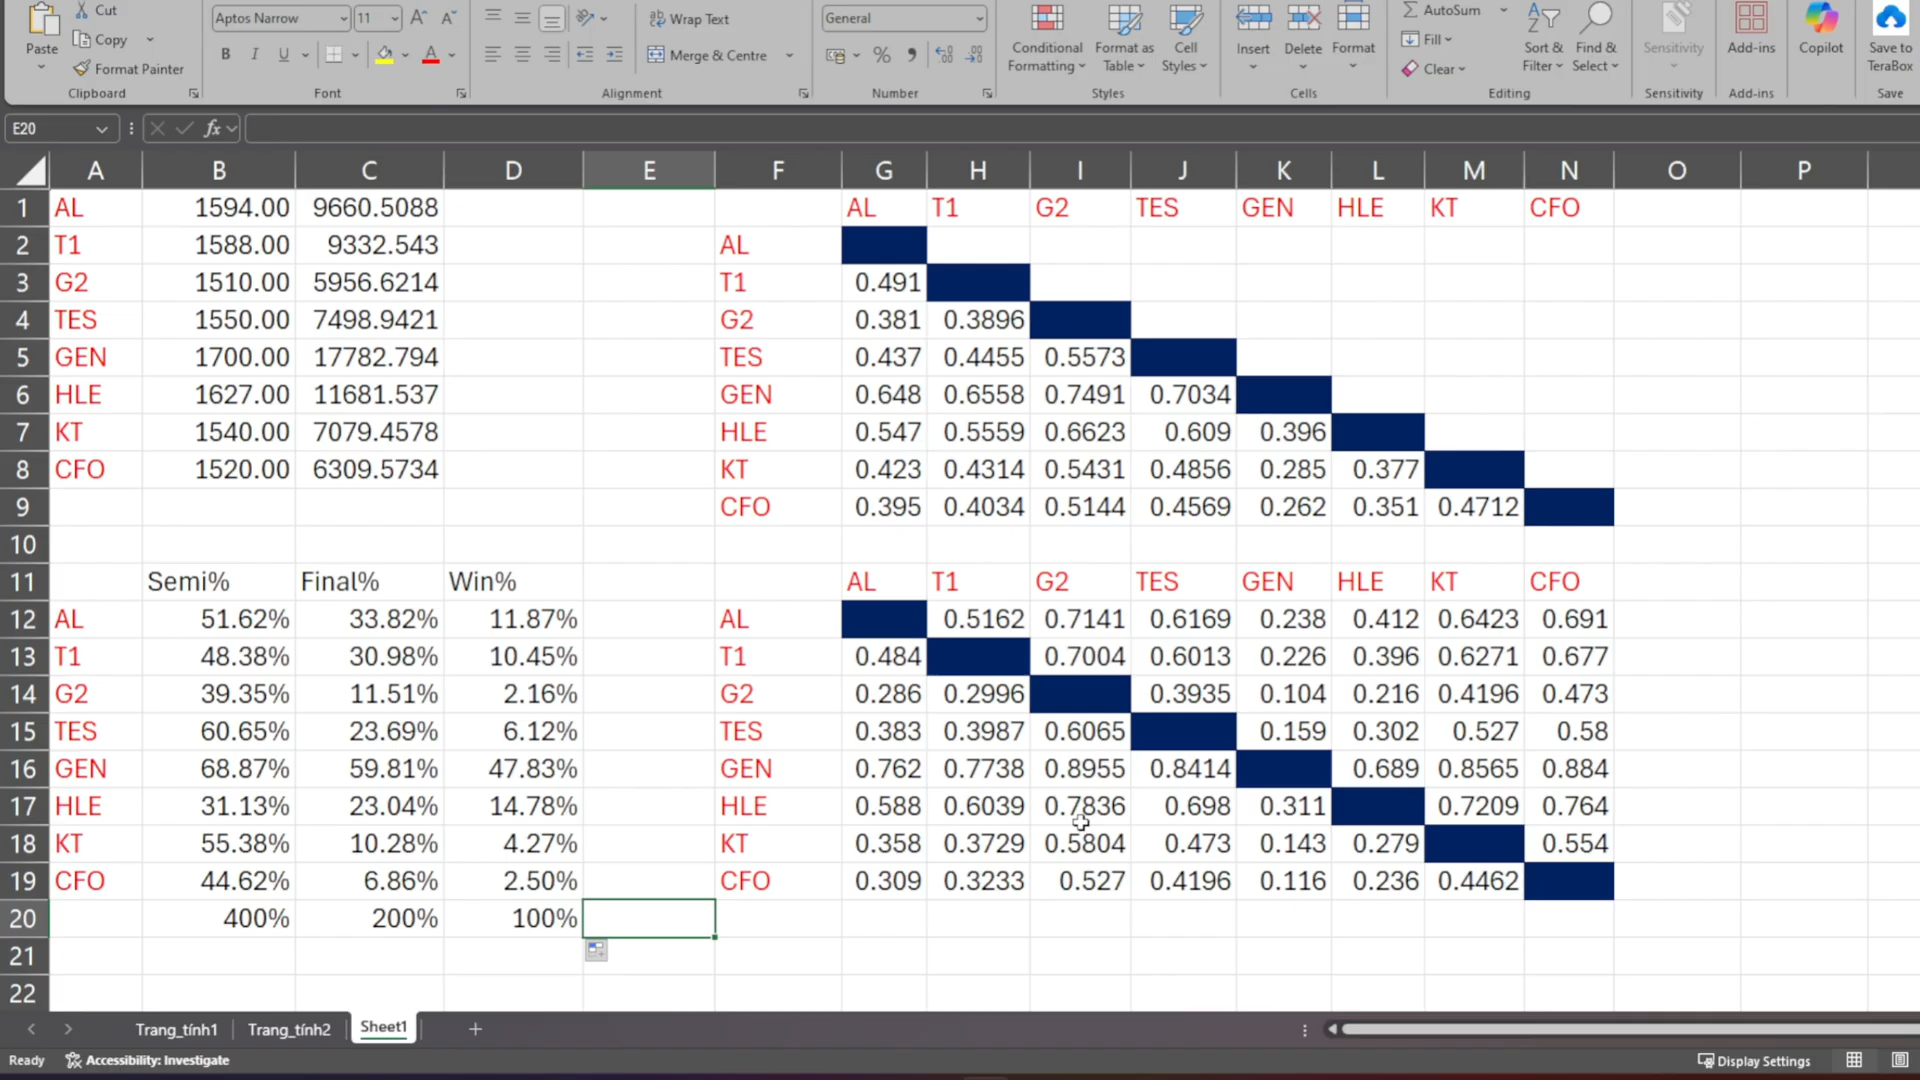 Cut
Copy
Format Painter
Paste
Clipboard
Aptos Narrow 11
B I U
Font
Wrap Text
Merge & Centre
Alignment
General
%
Number
Conditional Formatting
Format as Table
Cell Styles
Styles
Insert Delete Format
Cells
AutoSum
Fill
Clear
Sort & Filter
Find & Select
Editing
Sensitivity
Sensitivity
Add-ins
Add-ins
Copilot
Save to TeraBox
Save
E20 fx
A B C D E F G H I J K L M N O P
1 AL 1594.00 9660.5088 AL T1 G2 TES GEN HLE KT CFO
2 T1 1588.00 9332.543 AL
3 G2 1510.00 5956.6214 T1 0.491
4 TES 1550.00 7498.9421 G2 0.381 0.3896
5 GEN 1700.00 17782.794 TES 0.437 0.4455 0.5573
6 HLE 1627.00 11681.537 GEN 0.648 0.6558 0.7491 0.7034
7 KT 1540.00 7079.4578 HLE 0.547 0.5559 0.6623 0.609 0.396
8 CFO 1520.00 6309.5734 KT 0.423 0.4314 0.5431 0.4856 0.285 0.377
9 CFO 0.395 0.4034 0.5144 0.4569 0.262 0.351 0.4712
10
11 Semi% Final% Win% AL T1 G2 TES GEN HLE KT CFO
12 AL 51.62% 33.82% 11.87% AL 0.5162 0.7141 0.6169 0.238 0.412 0.6423 0.691
13 T1 48.38% 30.98% 10.45% T1 0.484 0.7004 0.6013 0.226 0.396 0.6271 0.677
14 G2 39.35% 11.51% 2.16% G2 0.286 0.2996 0.3935 0.104 0.216 0.4196 0.473
15 TES 60.65% 23.69% 6.12% TES 0.383 0.3987 0.6065 0.159 0.302 0.527 0.58
16 GEN 68.87% 59.81% 47.83% GEN 0.762 0.7738 0.8955 0.8414 0.689 0.8565 0.884
17 HLE 31.13% 23.04% 14.78% HLE 0.588 0.6039 0.7836 0.698 0.311 0.7209 0.764
18 KT 55.38% 10.28% 4.27% KT 0.358 0.3729 0.5804 0.473 0.143 0.279 0.554
19 CFO 44.62% 6.86% 2.50% CFO 0.309 0.3233 0.527 0.4196 0.116 0.236 0.4462
20 400% 200% 100%
21
22
Trang_tính1 Trang_tính2 Sheet1
Ready Accessibility: Investigate Display Settings